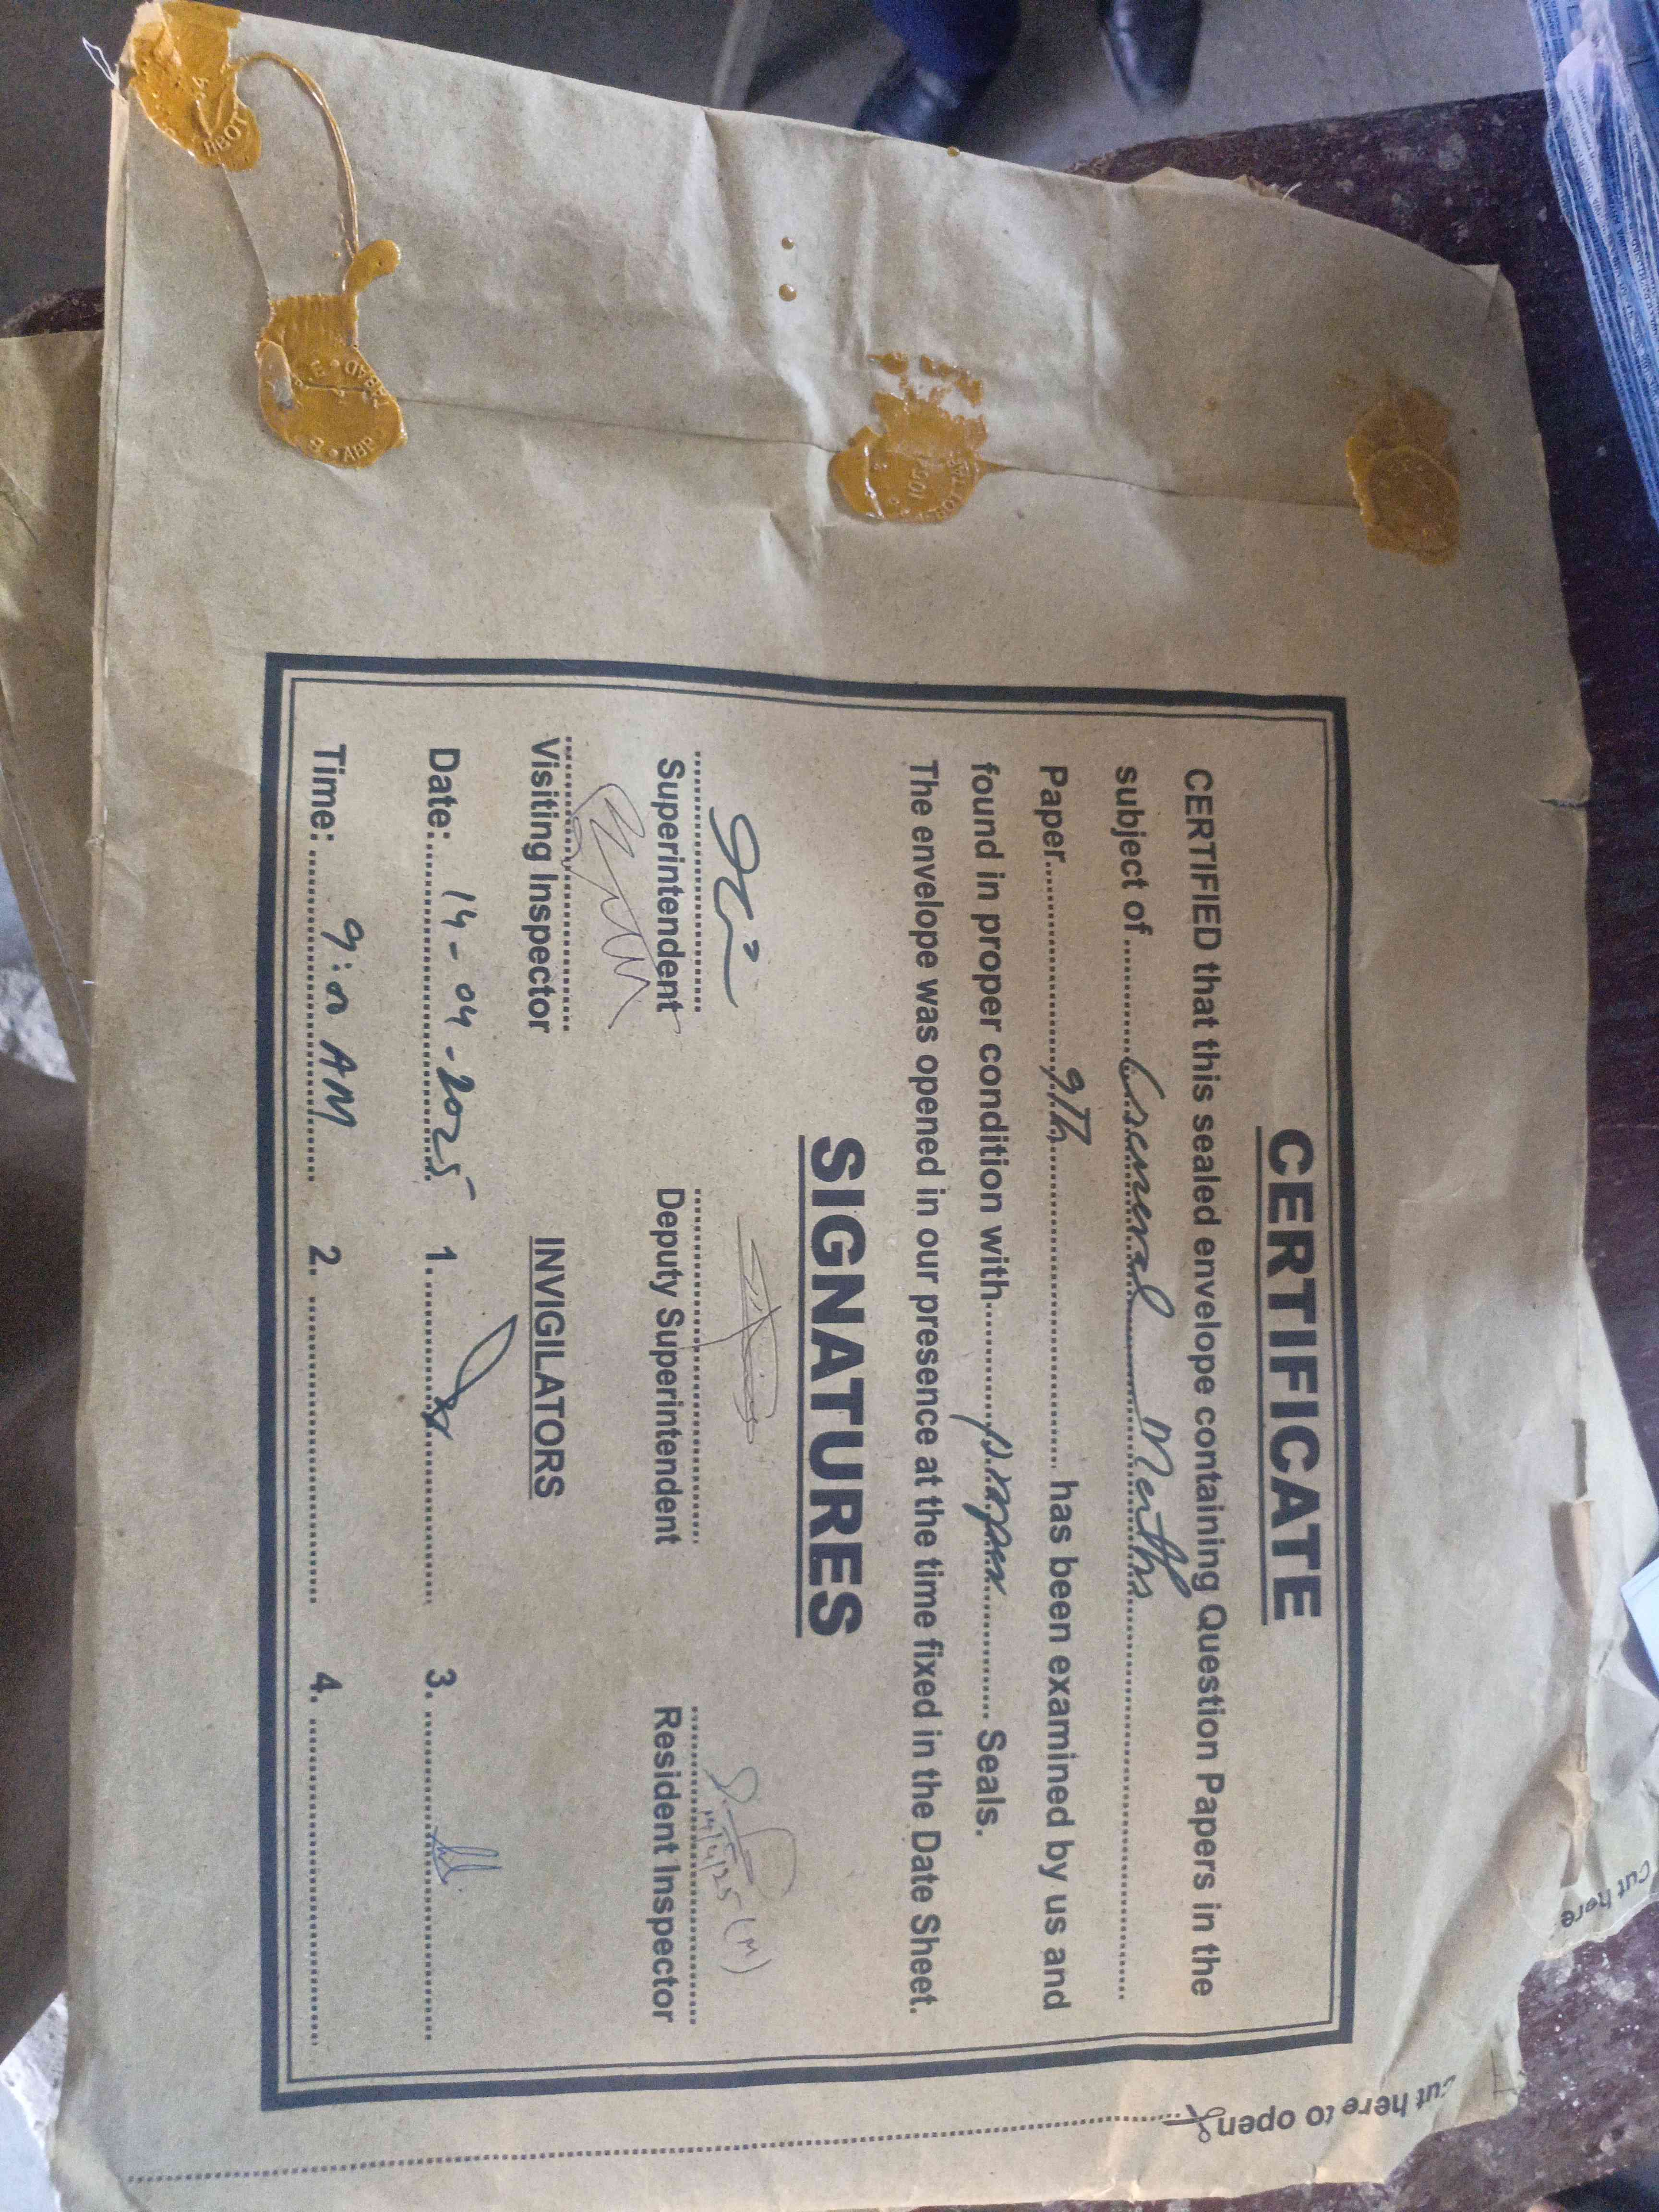 CERTIFICATE
CERTIFIED that this sealed envelope containing Question Papers in the
subject of General Maths
Paper 9Th has been examined by us and
found in proper condition with proper Seals.
The envelope was opened in our presence at the time fixed in the Date Sheet.
SIGNATURES
14/4/25 (M)
Superintendent Deputy Superintendent Resident Inspector
Visiting Inspector INVIGILATORS
Date: 14-04-2025 1. 3.
Time: 9:00 AM 2. 4.
cut here to open
cut here